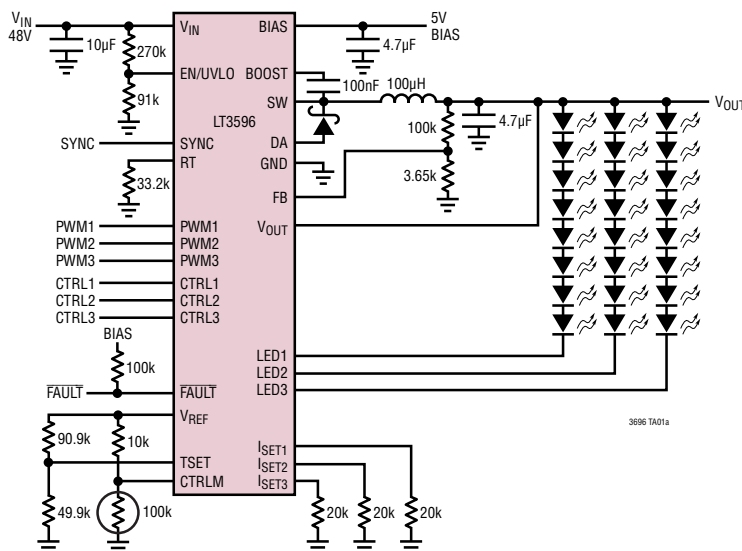 VIN
48V
10µF
270k
91k
SYNC
33.2k
PWM1
PWM2
PWM3
CTRL1
CTRL2
CTRL3
BIAS
100k
FAULT
90.9k
10k
49.9k
100k
VIN
EN/UVLO
SYNC
RT
PWM1
PWM2
PWM3
CTRL1
CTRL2
CTRL3
FAULT
VREF
TSET
CTRLM
LT3596
BIAS
BOOST
SW
DA
GND
FB
VOUT
LED1
LED2
LED3
ISET1
ISET2
ISET3
5V
BIAS
4.7µF
100nF
100µH
100k
4.7µF
3.65k
VOUT
20k
20k
20k
3696 TA01a